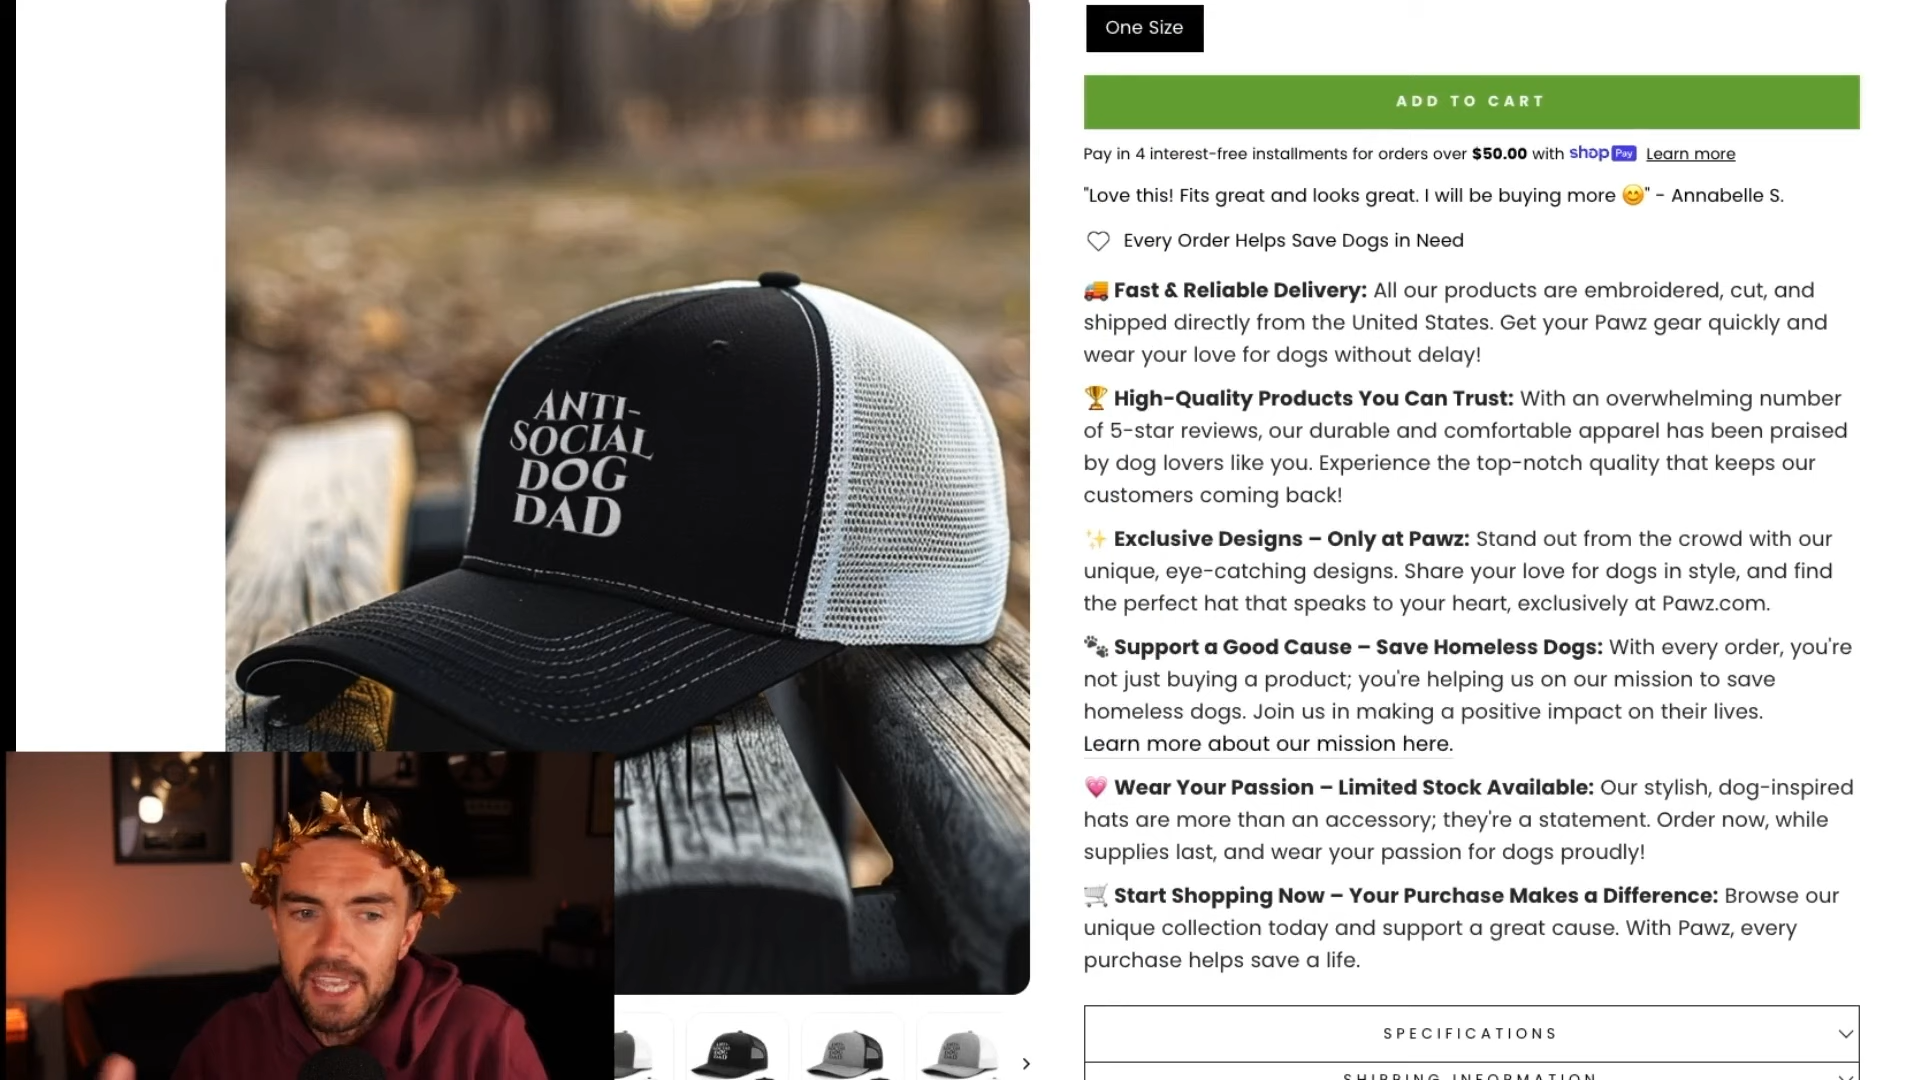 One Size
ADD TO CART
Pay in 4 interest-free installments for orders over $50.00 with shop Pay Learn more
"Love this! Fits great and looks great. I will be buying more 😊" - Annabelle S.
Every Order Helps Save Dogs in Need
🚚 Fast & Reliable Delivery: All our products are embroidered, cut, and
shipped directly from the United States. Get your Pawz gear quickly and
wear your love for dogs without delay!
🏆 High-Quality Products You Can Trust: With an overwhelming number
of 5-star reviews, our durable and comfortable apparel has been praised
by dog lovers like you. Experience the top-notch quality that keeps our
customers coming back!
✨ Exclusive Designs – Only at Pawz: Stand out from the crowd with our
unique, eye-catching designs. Share your love for dogs in style, and find
the perfect hat that speaks to your heart, exclusively at Pawz.com.
🐾 Support a Good Cause – Save Homeless Dogs: With every order, you're
not just buying a product; you're helping us on our mission to save
homeless dogs. Join us in making a positive impact on their lives.
Learn more about our mission here.
💗 Wear Your Passion – Limited Stock Available: Our stylish, dog-inspired
hats are more than an accessory; they're a statement. Order now, while
supplies last, and wear your passion for dogs proudly!
🛒 Start Shopping Now – Your Purchase Makes a Difference: Browse our
unique collection today and support a great cause. With Pawz, every
purchase helps save a life.
SPECIFICATIONS
SHIPPING INFORMATION
ANTI-
SOCIAL
DOG
DAD